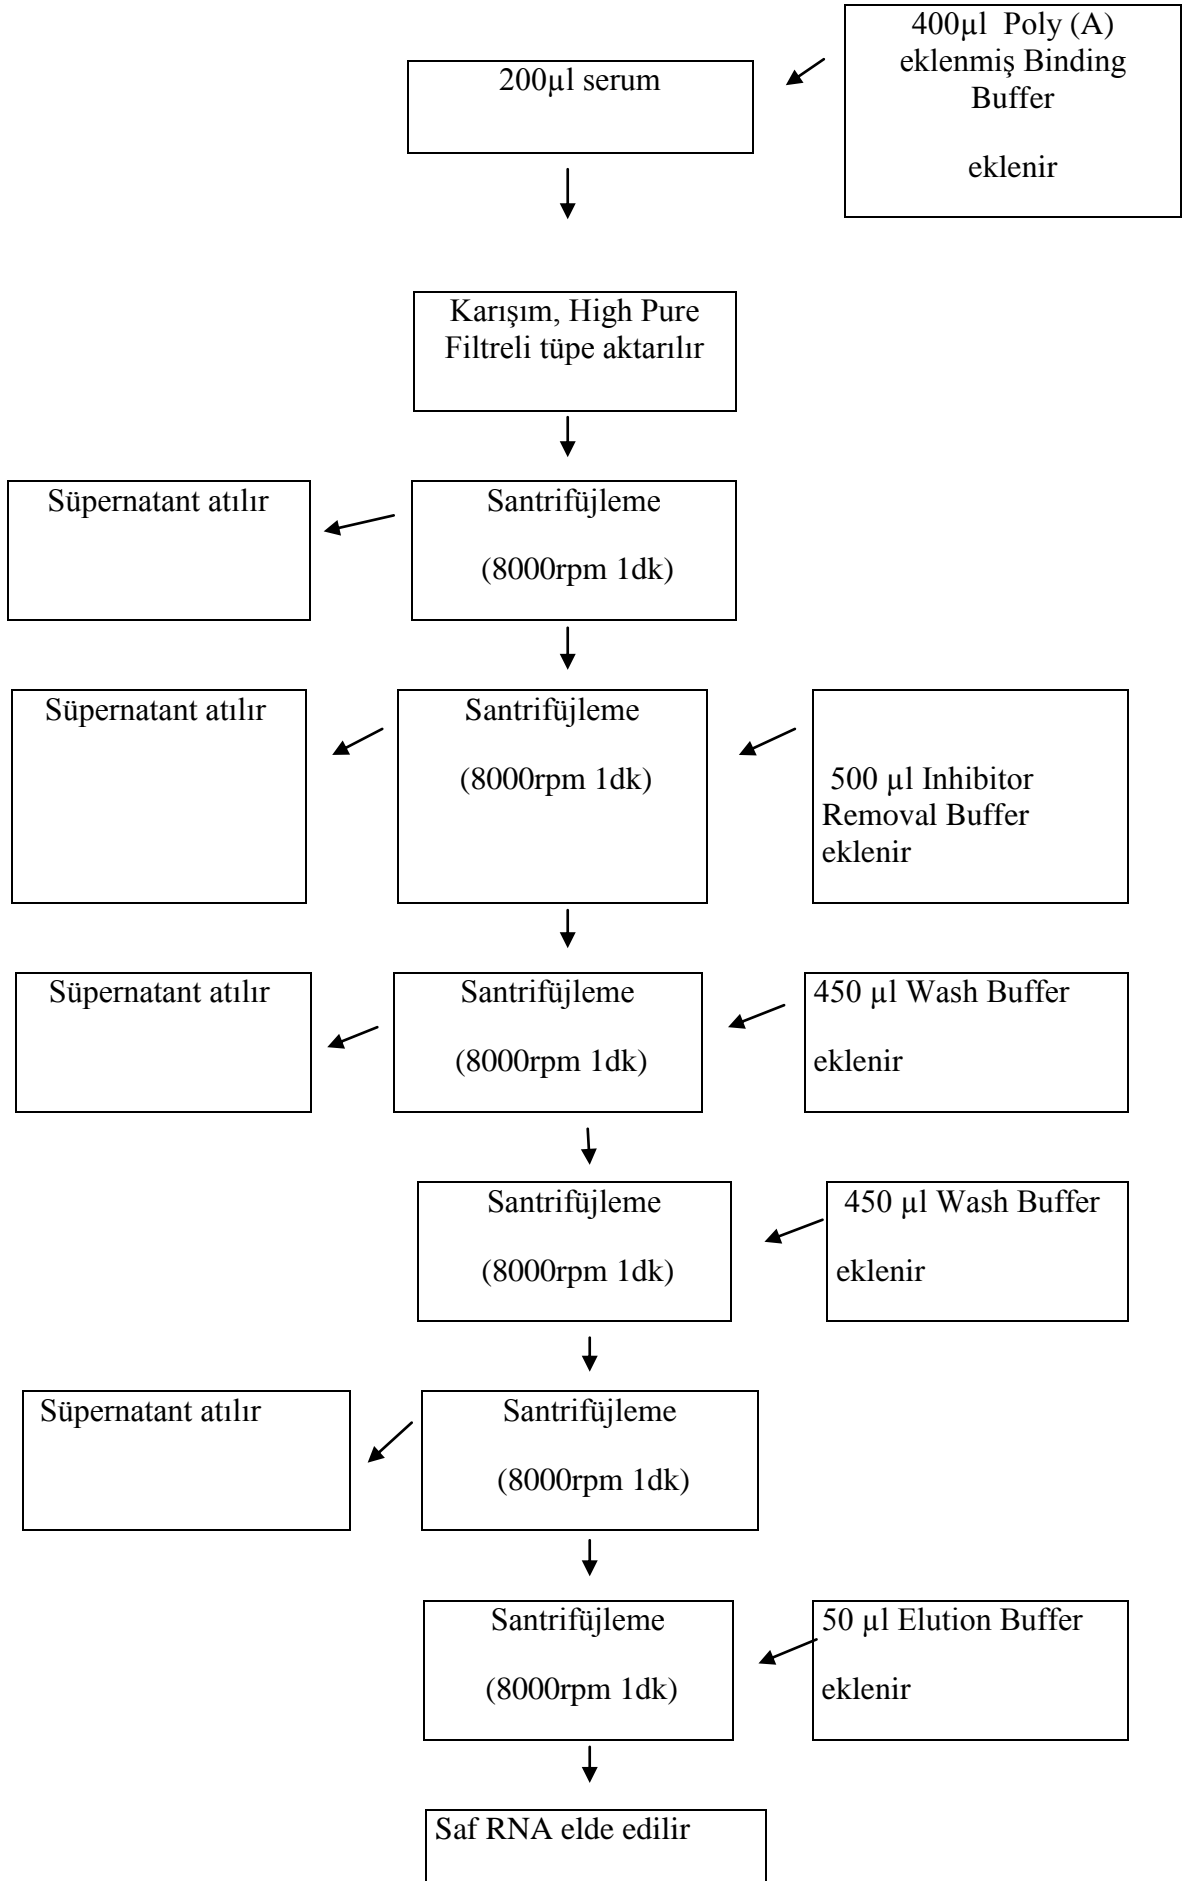 200µl serum
400µl Poly (A)
eklenmiş Binding
Buffer
eklenir
Karışım, High Pure
Filtreli tüpe aktarılır
Süpernatant atılır
Santrifüjleme
(8000rpm 1dk)
Süpernatant atılır
Santrifüjleme
(8000rpm 1dk)
500 µl Inhibitor
Removal Buffer
eklenir
Süpernatant atılır
Santrifüjleme
(8000rpm 1dk)
450 µl Wash Buffer
eklenir
Santrifüjleme
(8000rpm 1dk)
450 µl Wash Buffer
eklenir
Süpernatant atılır
Santrifüjleme
(8000rpm 1dk)
Santrifüjleme
(8000rpm 1dk)
50 µl Elution Buffer
eklenir
Saf RNA elde edilir